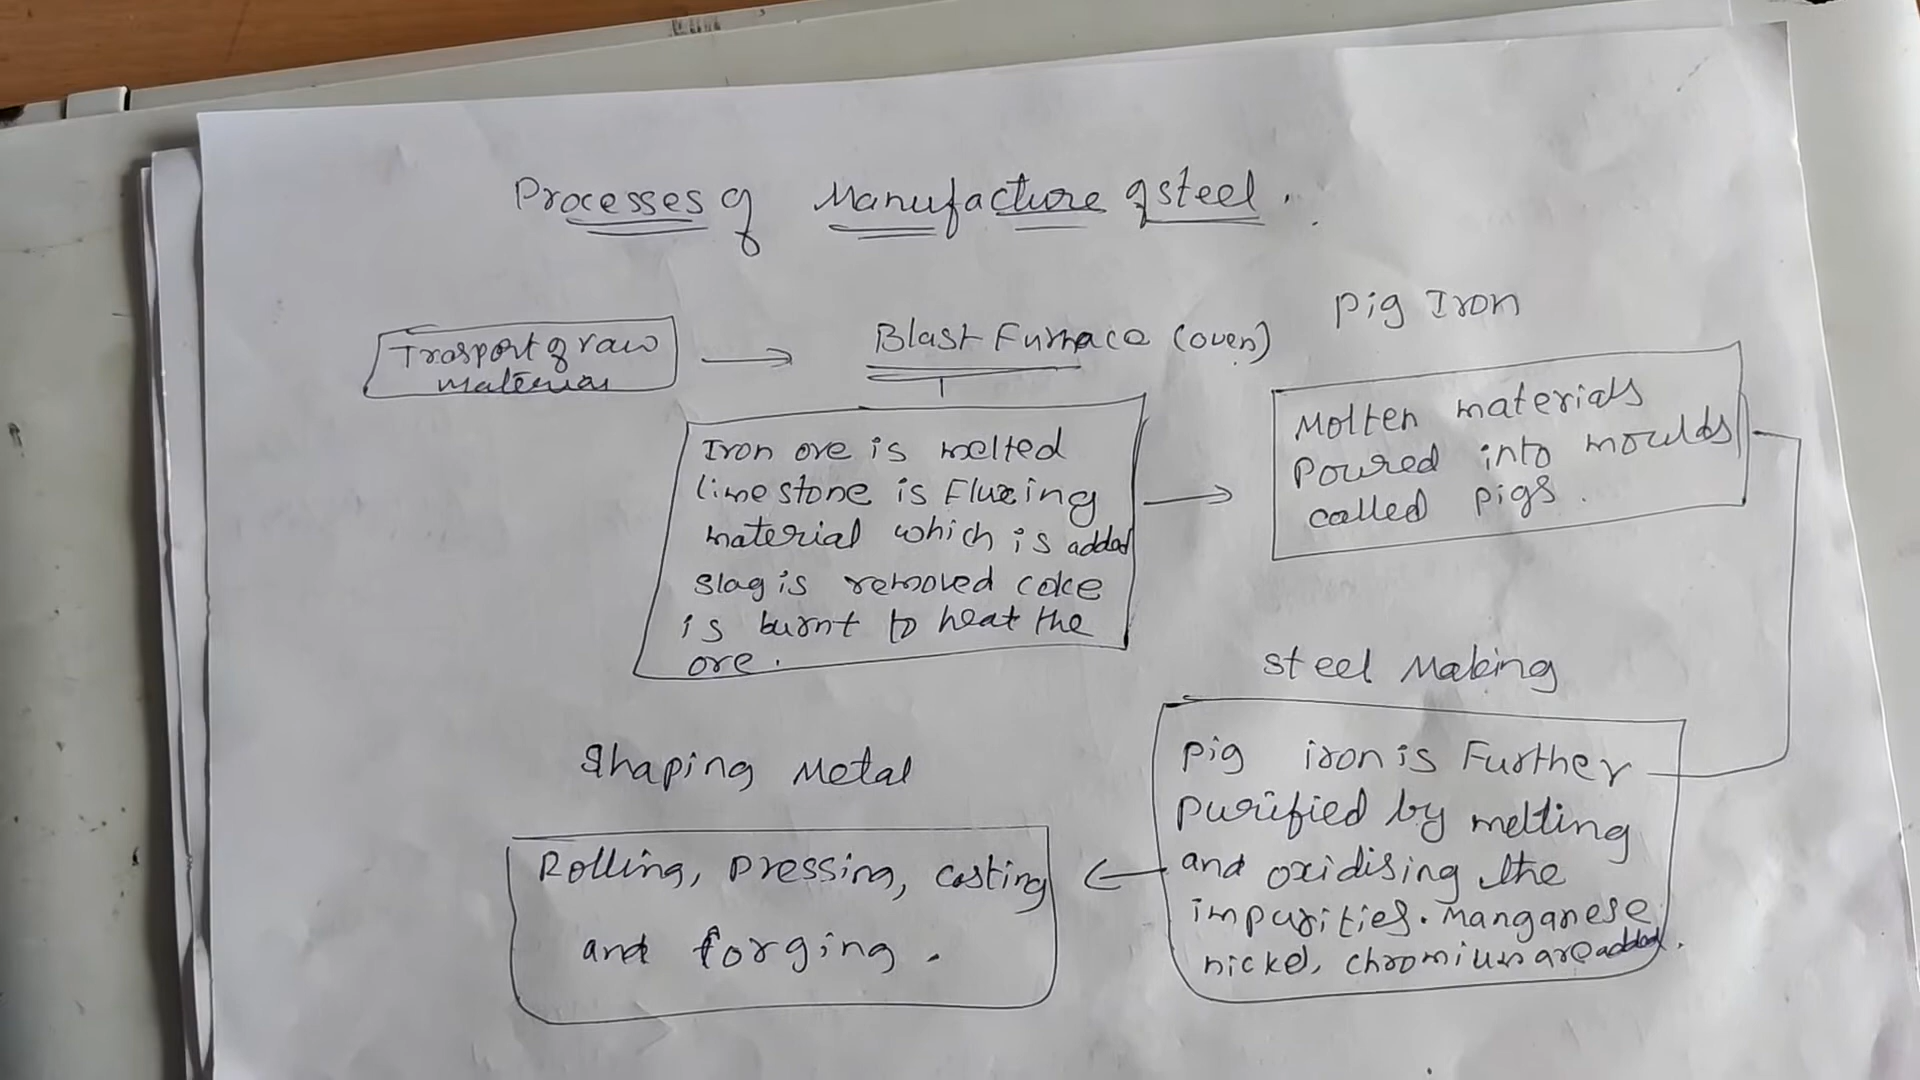 Processes of Manufacture of steel.
Trasport of raw
material
Blast Furnace (oven)
Iron ore is melted
limestone is Fluxing
material which is added
slag is removed coke
is burnt to heat the
ore.
Pig Iron
Molten materials
Poured into moulds
called pigs.
Steel Making
Pig iron is Further
purified by melting
and oxidising the
impurities. Manganese
nickel, chromium are added.
Shaping Metal
Rolling, Pressing, casting
and forging.